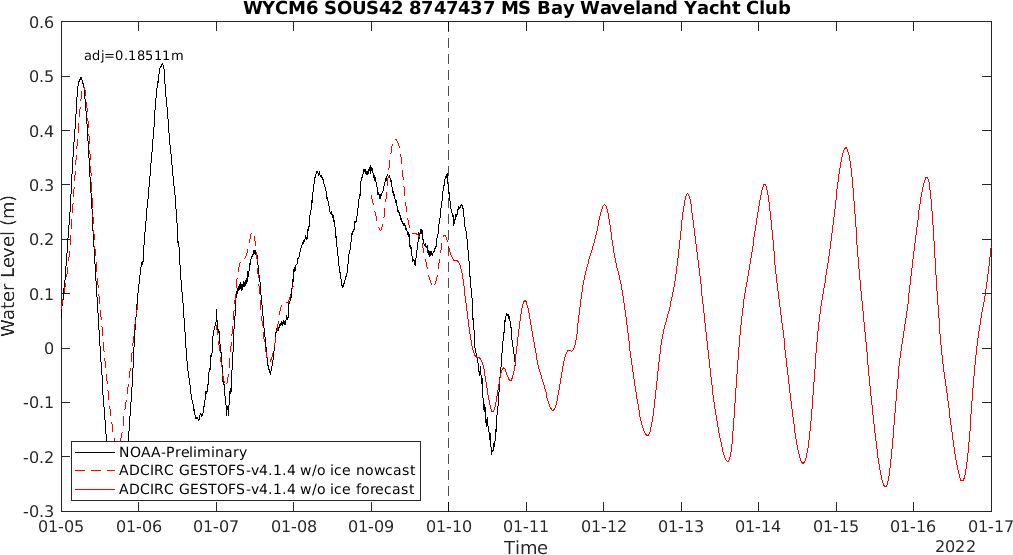 WYCM6 SOUS42 8747437 MS Bay Waveland Yacht Club
adj=0.18511m
Water Level (m)
0.6
0.5
0.4
0.3
0.2
0.1
0
-0.1
-0.2
-0.3
NOAA-Preliminary
ADCIRC GESTOFS-v4.1.4 w/o ice nowcast
ADCIRC GESTOFS-v4.1.4 w/o ice forecast
01-05 01-06 01-07 01-08 01-09 01-10 01-11 01-12 01-13 01-14 01-15 01-16 01-17
Time
2022